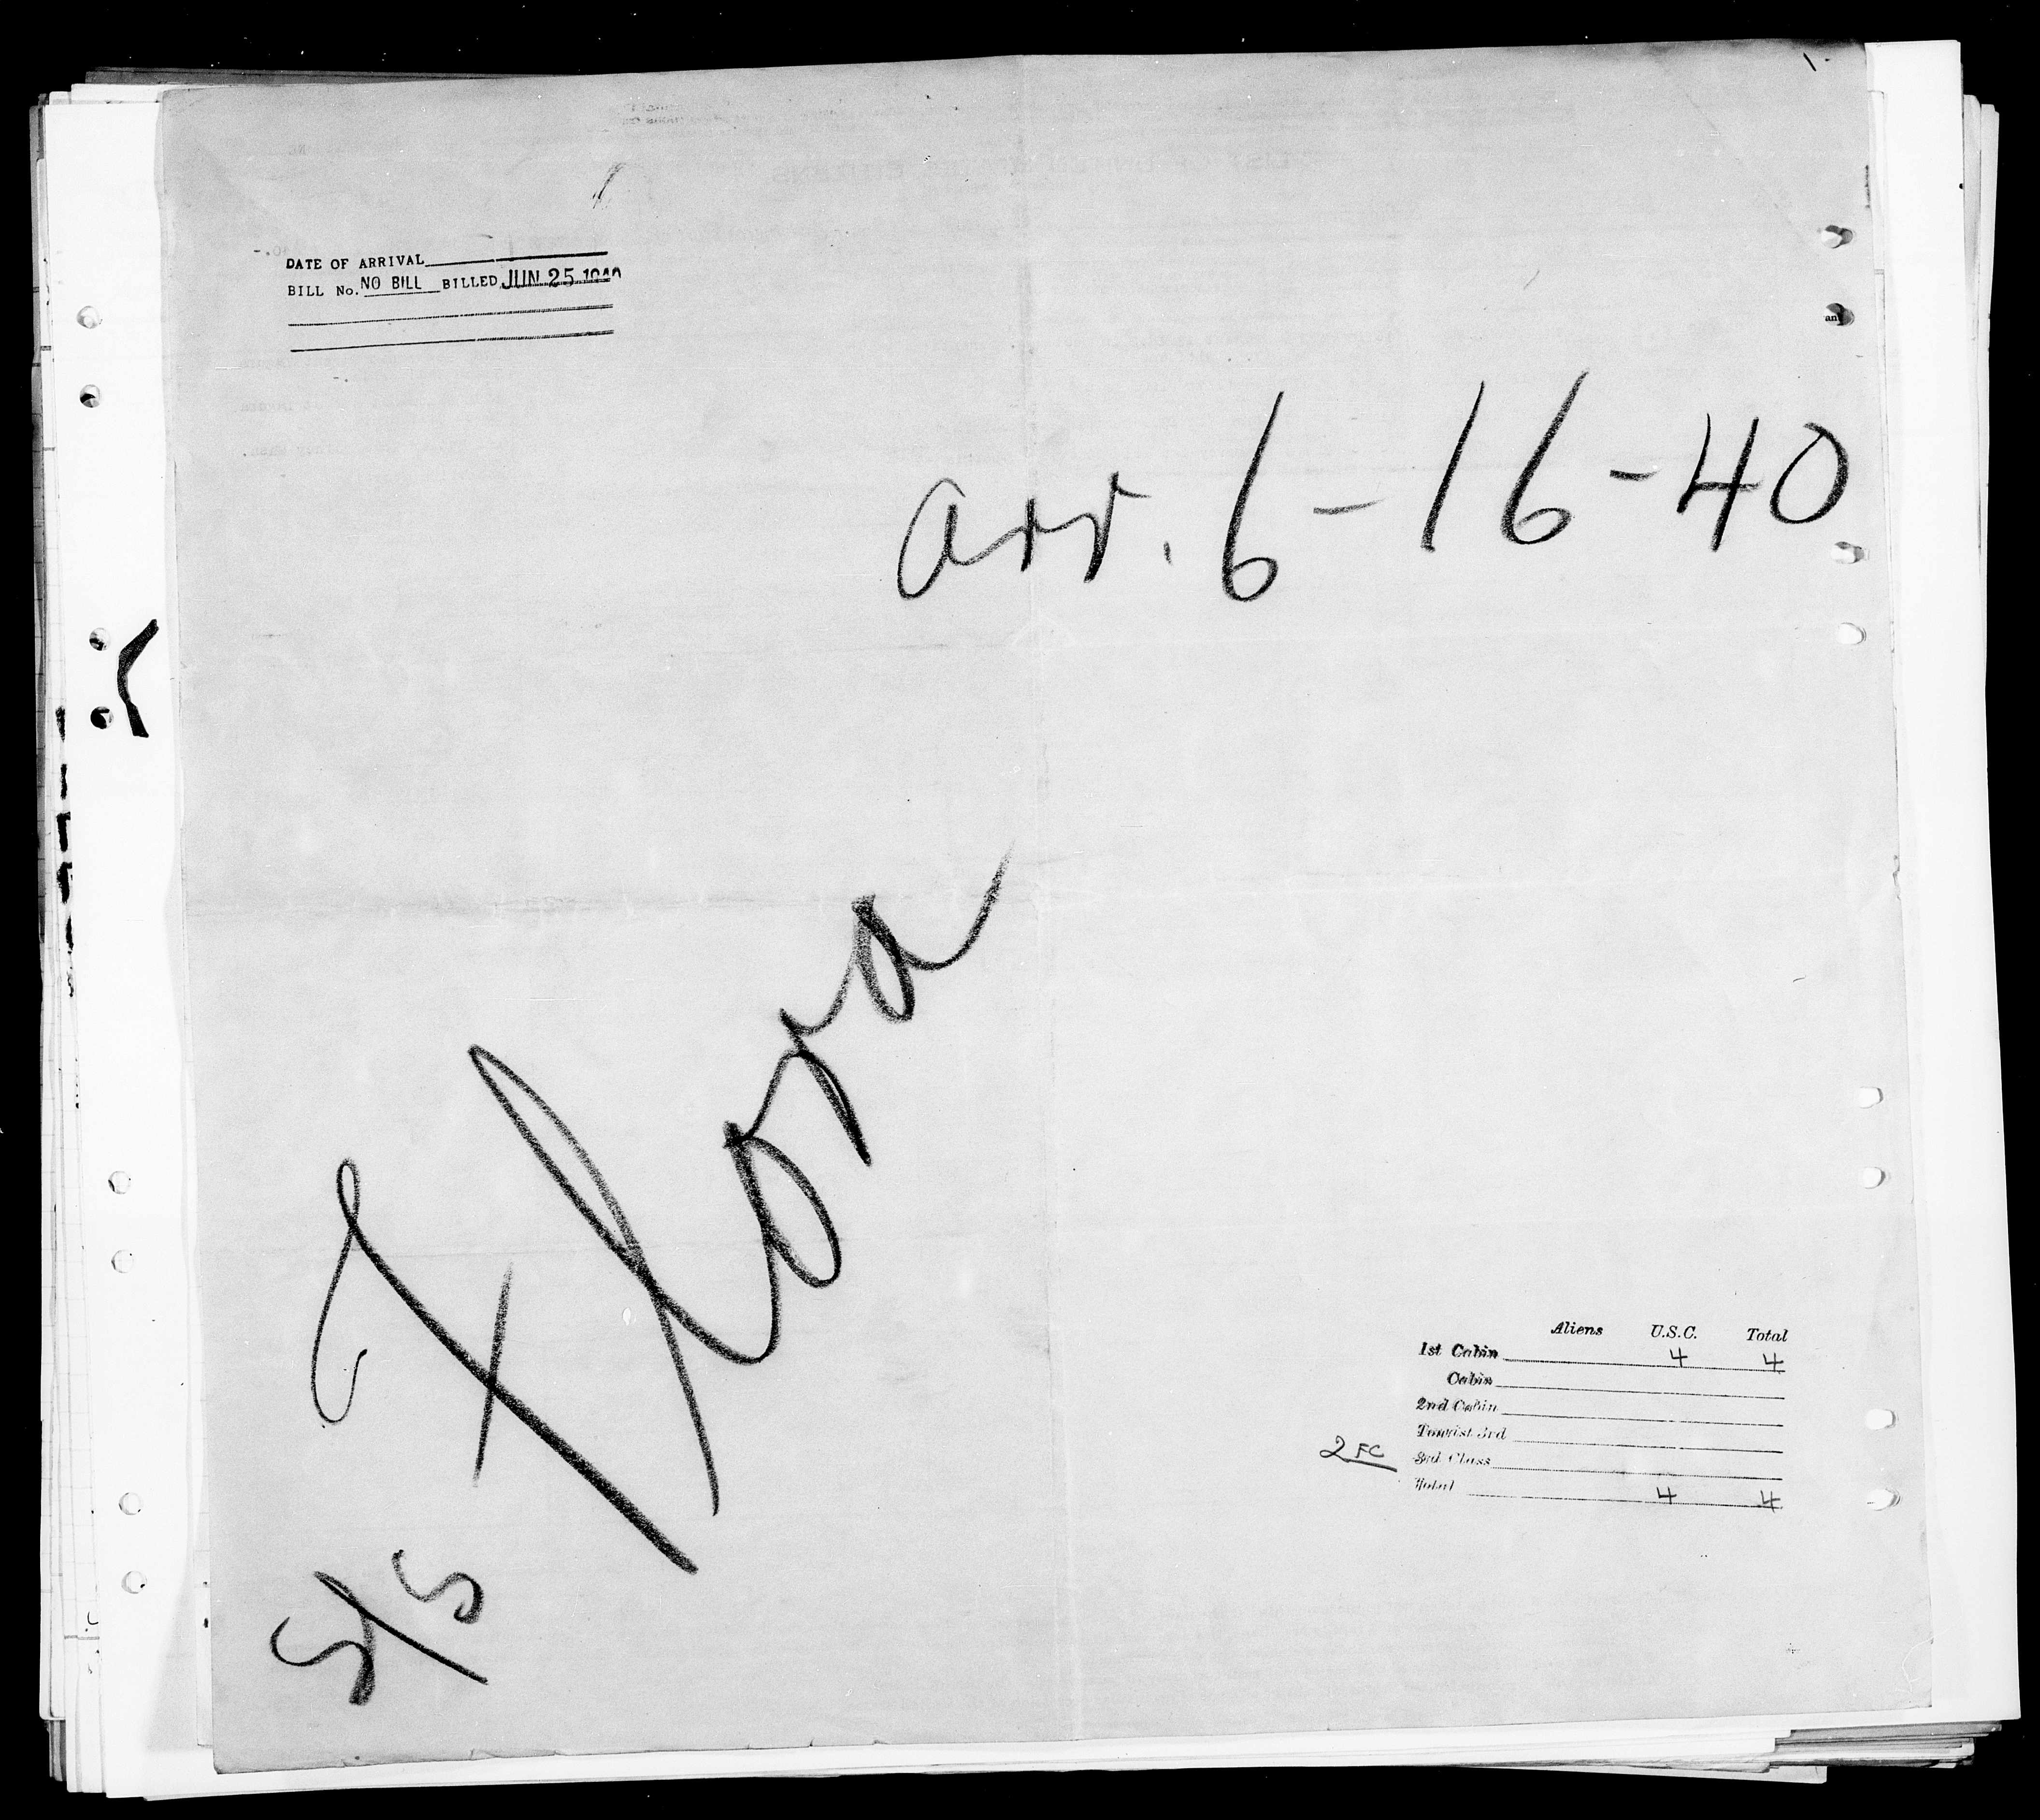 DATE OF ARRIVAL
BILL No. NO BILL BILLED JUN 25 1940
arr. 6-16-40
S/S Flora
Aliens U.S.C. Total
1st Cabin 4 4
Cabin
2nd Cabin
Tourist 3rd
2 FC 3rd Class
Total 4 4